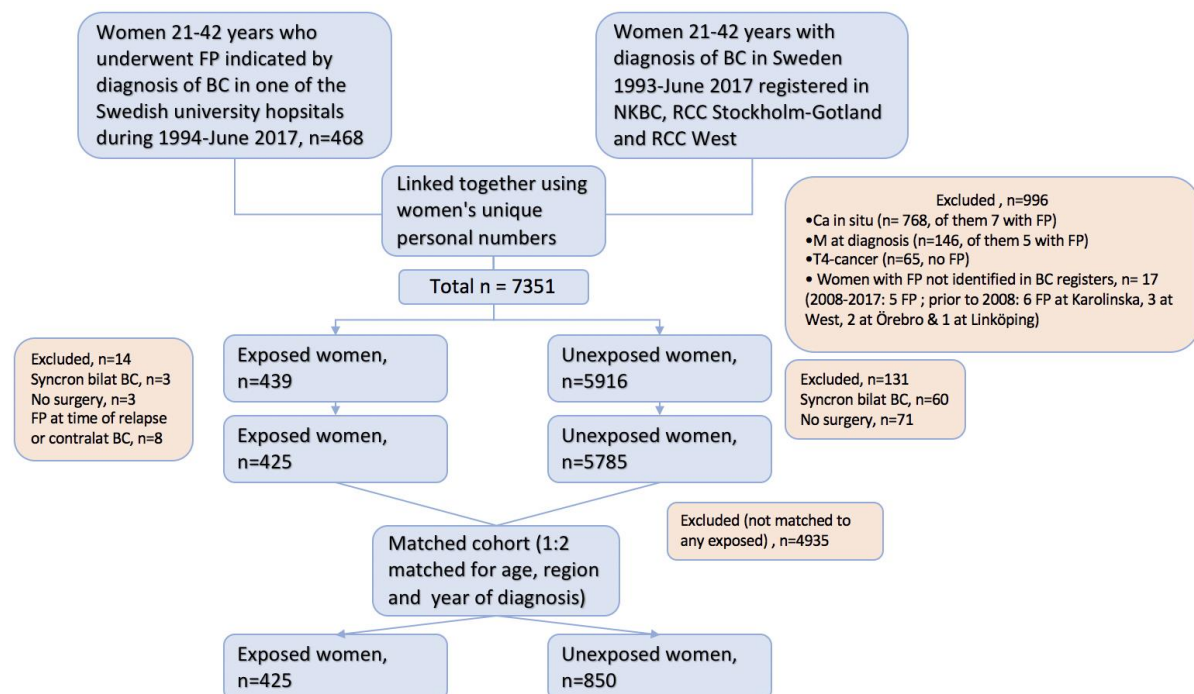 Women 21-42 years who
underwent FP indicated by
diagnosis of BC in one of the
Swedish university hopsitals
during 1994-June 2017, n=468
Women 21-42 years with
diagnosis of BC in Sweden
1993-June 2017 registered in
NKBC, RCC Stockholm-Gotland
and RCC West
Linked together using
women's unique
personal numbers
Excluded , n=996
•Ca in situ (n= 768, of them 7 with FP)
•M at diagnosis (n=146, of them 5 with FP)
•T4-cancer (n=65, no FP)
• Women with FP not identified in BC registers, n= 17
(2008-2017: 5 FP ; prior to 2008: 6 FP at Karolinska, 3 at
West, 2 at Örebro & 1 at Linköping)
Total n = 7351
Excluded, n=14
Syncron bilat BC, n=3
No surgery, n=3
FP at time of relapse
or contralat BC, n=8
Exposed women,
n=439
Unexposed women,
n=5916
Excluded, n=131
Syncron bilat BC, n=60
No surgery, n=71
Exposed women,
n=425
Unexposed women,
n=5785
Excluded (not matched to
any exposed) , n=4935
Matched cohort (1:2
matched for age, region
and  year of diagnosis)
Exposed women,
n=425
Unexposed women,
n=850